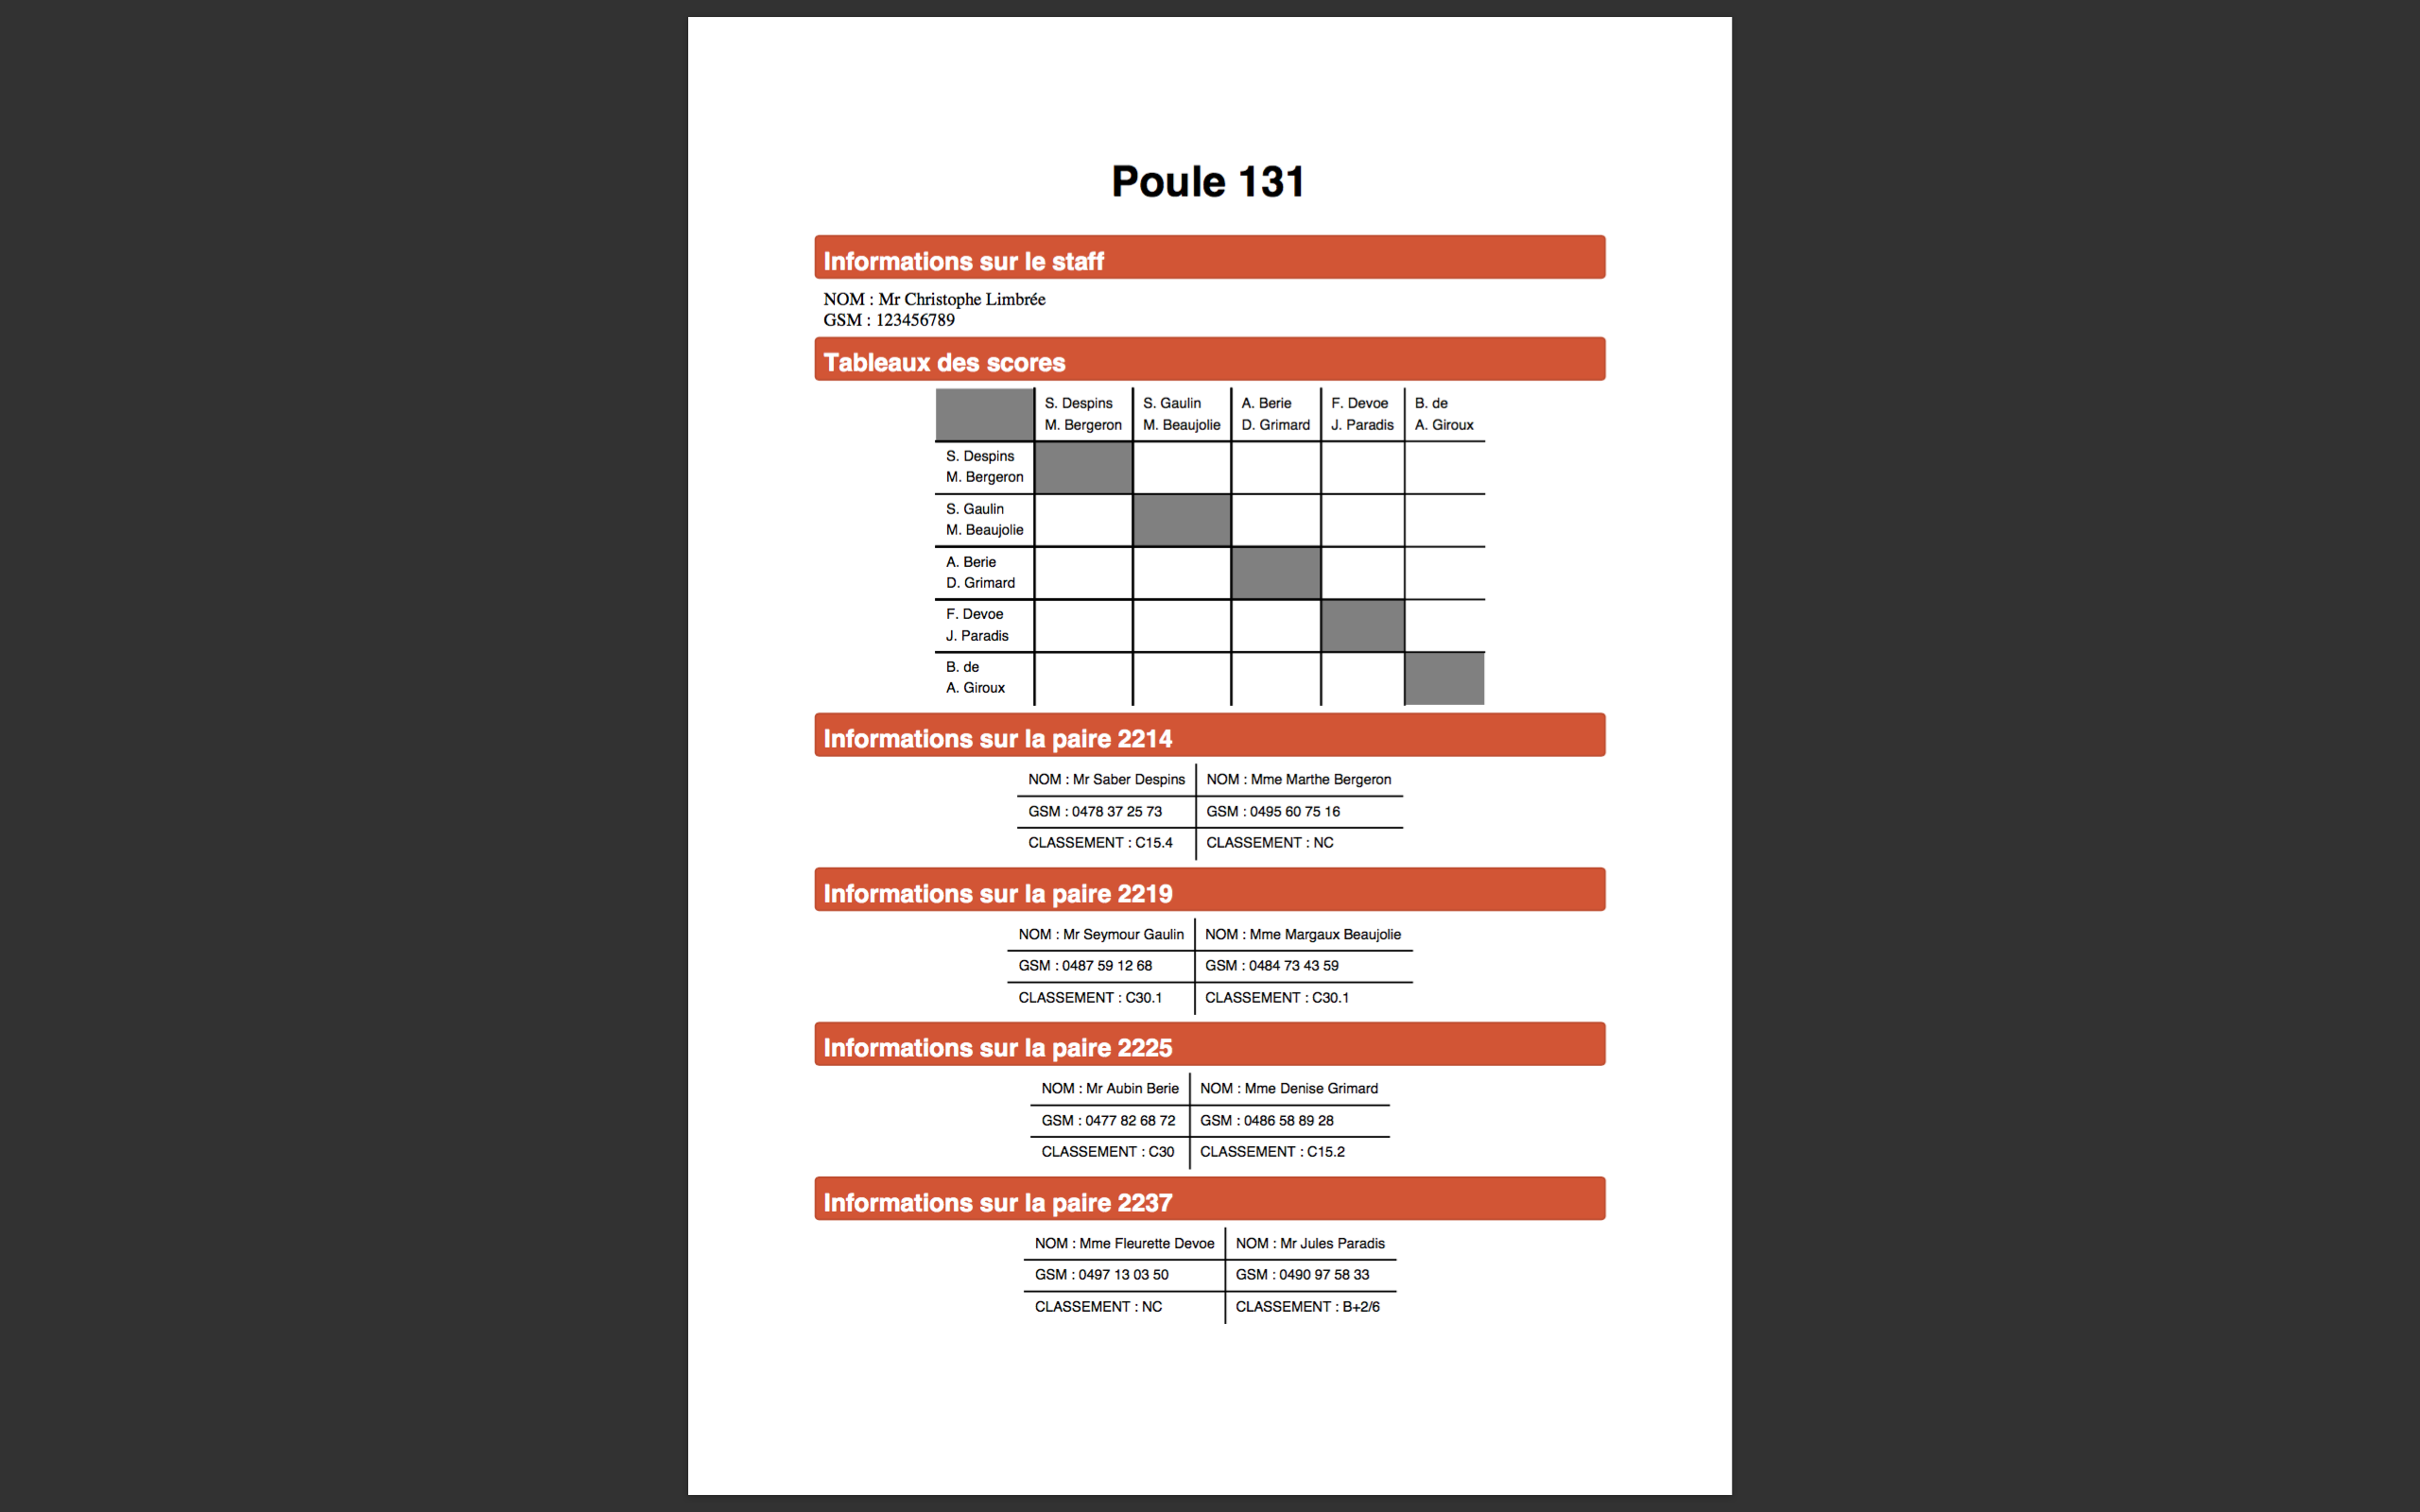 Poule 131
Informations sur le staff
NOM : Mr Christophe Limbrée
GSM : 123456789
Tableaux des scores
S. Despins S. Gaulin A. Berie F. Devoe B. de
M. Bergeron M. Beaujolie D. Grimard J. Paradis A. Giroux
S. Despins
M. Bergeron
S. Gaulin
M. Beaujolie
A. Berie
D. Grimard
F. Devoe
J. Paradis
B. de
A. Giroux
Informations sur la paire 2214
NOM : Mr Saber Despins NOM : Mme Marthe Bergeron
GSM : 0478 37 25 73 GSM : 0495 60 75 16
CLASSEMENT : C15.4 CLASSEMENT : NC
Informations sur la paire 2219
NOM : Mr Seymour Gaulin NOM : Mme Margaux Beaujolie
GSM : 0487 59 12 68 GSM : 0484 73 43 59
CLASSEMENT : C30.1 CLASSEMENT : C30.1
Informations sur la paire 2225
NOM : Mr Aubin Berie NOM : Mme Denise Grimard
GSM : 0477 82 68 72 GSM : 0486 58 89 28
CLASSEMENT : C30 CLASSEMENT : C15.2
Informations sur la paire 2237
NOM : Mme Fleurette Devoe NOM : Mr Jules Paradis
GSM : 0497 13 03 50 GSM : 0490 97 58 33
CLASSEMENT : NC CLASSEMENT : B+2/6